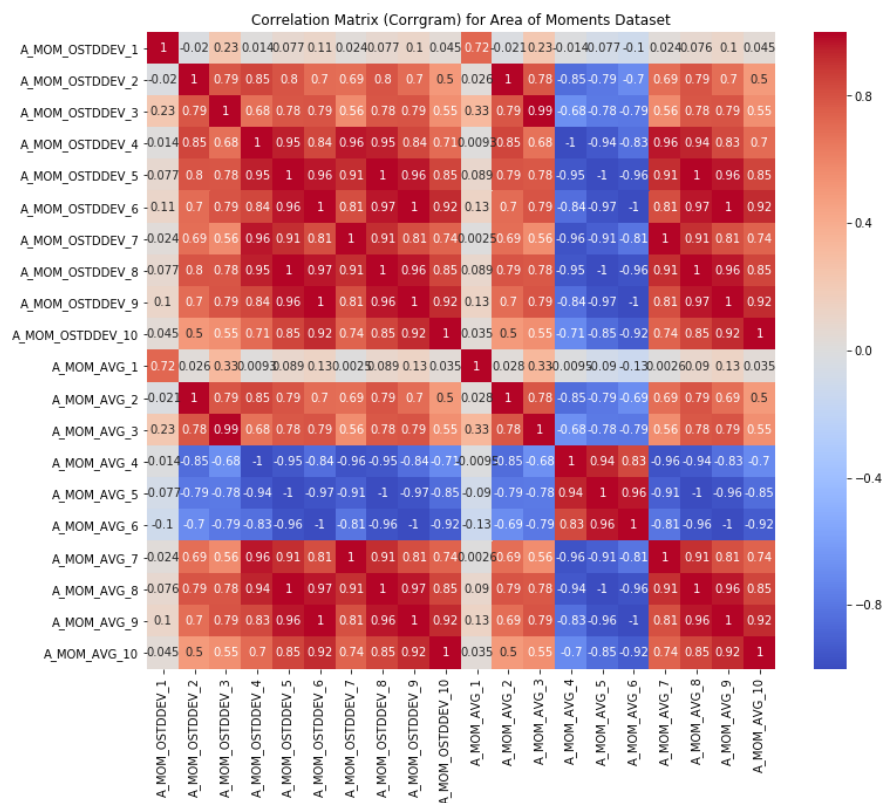 Correlation Matrix (Corrgram) for Area of Moments Dataset
A_MOM_OSTDDEV_1 1 -0.02 0.23 0.014 0.077 0.11 0.024 0.077 0.1 0.045 0.72 -0.021 0.23 -0.014 -0.077 -0.1 0.024 0.076 0.1 0.045
A_MOM_OSTDDEV_2 -0.02 1 0.79 0.85 0.8 0.7 0.69 0.8 0.7 0.5 0.026 1 0.78 -0.85 -0.79 -0.7 0.69 0.79 0.7 0.5
A_MOM_OSTDDEV_3 0.23 0.79 1 0.68 0.78 0.79 0.56 0.78 0.79 0.55 0.33 0.79 0.99 -0.68 -0.78 -0.79 0.56 0.78 0.79 0.55
A_MOM_OSTDDEV_4 0.014 0.85 0.68 1 0.95 0.84 0.96 0.95 0.84 0.71 0.0093 0.85 0.68 -1 -0.94 -0.83 0.96 0.94 0.83 0.7
A_MOM_OSTDDEV_5 0.077 0.8 0.78 0.95 1 0.96 0.91 1 0.96 0.85 0.089 0.79 0.78 -0.95 -1 -0.96 0.91 1 0.96 0.85
A_MOM_OSTDDEV_6 0.11 0.7 0.79 0.84 0.96 1 0.81 0.97 1 0.92 0.13 0.7 0.79 -0.84 -0.97 -1 0.81 0.97 1 0.92
A_MOM_OSTDDEV_7 0.024 0.69 0.56 0.96 0.91 0.81 1 0.91 0.81 0.74 0.0025 0.69 0.56 -0.96 -0.91 -0.81 1 0.91 0.81 0.74
A_MOM_OSTDDEV_8 0.077 0.8 0.78 0.95 1 0.97 0.91 1 0.96 0.85 0.089 0.79 0.78 -0.95 -1 -0.96 0.91 1 0.96 0.85
A_MOM_OSTDDEV_9 0.1 0.7 0.79 0.84 0.96 1 0.81 0.96 1 0.92 0.13 0.7 0.79 -0.84 -0.97 -1 0.81 0.97 1 0.92
A_MOM_OSTDDEV_10 0.045 0.5 0.55 0.71 0.85 0.92 0.74 0.85 0.92 1 0.035 0.5 0.55 -0.71 -0.85 -0.92 0.74 0.85 0.92 1
A_MOM_AVG_1 0.72 0.026 0.33 0.0093 0.089 0.13 0.0025 0.089 0.13 0.035 1 0.028 0.33 -0.0095 -0.09 -0.13 0.0026 0.09 0.13 0.035
A_MOM_AVG_2 -0.021 1 0.79 0.85 0.79 0.7 0.69 0.79 0.7 0.5 0.028 1 0.78 -0.85 -0.79 -0.69 0.69 0.79 0.69 0.5
A_MOM_AVG_3 0.23 0.78 0.99 0.68 0.78 0.79 0.56 0.78 0.79 0.55 0.33 0.78 1 -0.68 -0.78 -0.79 0.56 0.78 0.79 0.55
A_MOM_AVG_4 -0.014 -0.85 -0.68 -1 -0.95 -0.84 -0.96 -0.95 -0.84 -0.71 -0.0095 -0.85 -0.68 1 0.94 0.83 -0.96 -0.94 -0.83 -0.7
A_MOM_AVG_5 -0.077 -0.79 -0.78 -0.94 -1 -0.97 -0.91 -1 -0.97 -0.85 -0.09 -0.79 -0.78 0.94 1 0.96 -0.91 -1 -0.96 -0.85
A_MOM_AVG_6 -0.1 -0.7 -0.79 -0.83 -0.96 -1 -0.81 -0.96 -1 -0.92 -0.13 -0.69 -0.79 0.83 0.96 1 -0.81 -0.96 -1 -0.92
A_MOM_AVG_7 0.024 0.69 0.56 0.96 0.91 0.81 1 0.91 0.81 0.74 0.0026 0.69 0.56 -0.96 -0.91 -0.81 1 0.91 0.81 0.74
A_MOM_AVG_8 0.076 0.79 0.78 0.94 1 0.97 0.91 1 0.97 0.85 0.09 0.79 0.78 -0.94 -1 -0.96 0.91 1 0.96 0.85
A_MOM_AVG_9 0.1 0.7 0.79 0.83 0.96 1 0.81 0.96 1 0.92 0.13 0.69 0.79 -0.83 -0.96 -1 0.81 0.96 1 0.92
A_MOM_AVG_10 0.045 0.5 0.55 0.7 0.85 0.92 0.74 0.85 0.92 1 0.035 0.5 0.55 -0.7 -0.85 -0.92 0.74 0.85 0.92 1
A_MOM_OSTDDEV_1
A_MOM_OSTDDEV_2
A_MOM_OSTDDEV_3
A_MOM_OSTDDEV_4
A_MOM_OSTDDEV_5
A_MOM_OSTDDEV_6
A_MOM_OSTDDEV_7
A_MOM_OSTDDEV_8
A_MOM_OSTDDEV_9
A_MOM_OSTDDEV_10
A_MOM_AVG_1
A_MOM_AVG_2
A_MOM_AVG_3
A_MOM_AVG_4
A_MOM_AVG_5
A_MOM_AVG_6
A_MOM_AVG_7
A_MOM_AVG_8
A_MOM_AVG_9
A_MOM_AVG_10
0.8
0.4
0.0
-0.4
-0.8